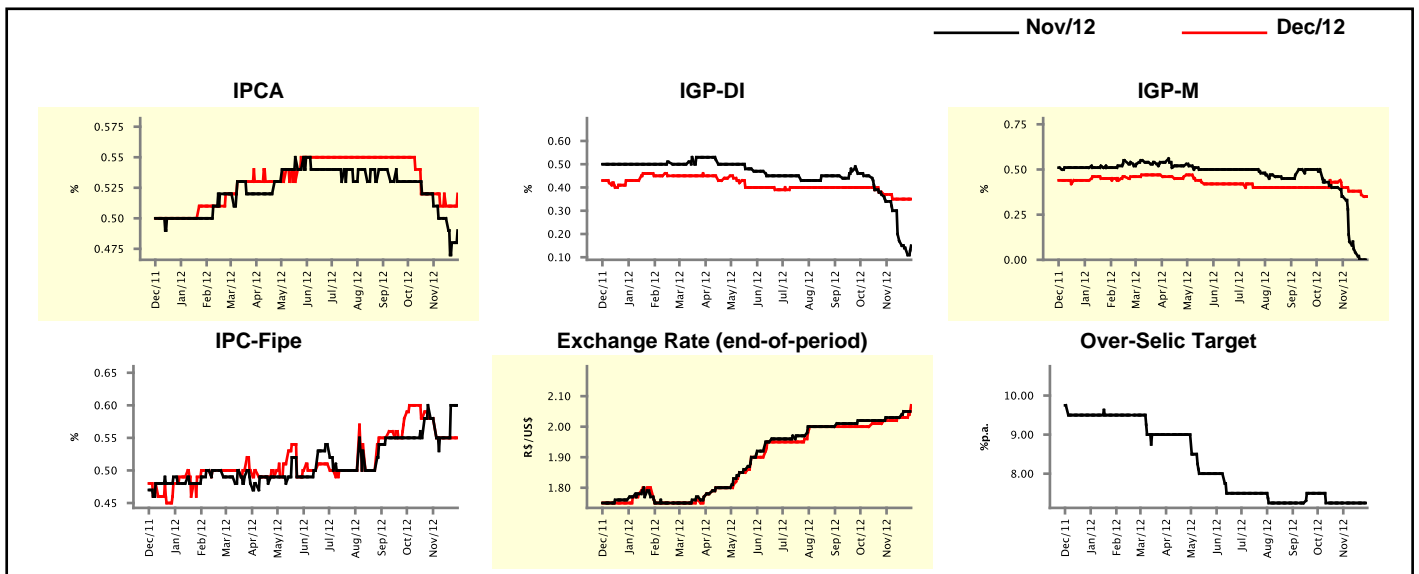 Nov/12 Dec/12
IPCA
0.575
0.55
0.525
0.50
0.475
%
Dec/11 Jan/12 Feb/12 Mar/12 Apr/12 May/12 Jun/12 Jul/12 Aug/12 Sep/12 Oct/12 Nov/12
IGP-DI
0.60
0.50
0.40
0.30
0.20
0.10
%
Dec/11 Jan/12 Feb/12 Mar/12 Apr/12 May/12 Jun/12 Jul/12 Aug/12 Sep/12 Oct/12 Nov/12
IGP-M
0.75
0.50
0.25
0.00
%
Dec/11 Jan/12 Feb/12 Mar/12 Apr/12 May/12 Jun/12 Jul/12 Aug/12 Sep/12 Oct/12 Nov/12
IPC-Fipe
0.65
0.60
0.55
0.50
0.45
%
Dec/11 Jan/12 Feb/12 Mar/12 Apr/12 May/12 Jun/12 Jul/12 Aug/12 Sep/12 Oct/12 Nov/12
Exchange Rate (end-of-period)
2.10
2.00
1.90
1.80
R$/US$
Dec/11 Jan/12 Feb/12 Mar/12 Apr/12 May/12 Jun/12 Jul/12 Aug/12 Sep/12 Oct/12 Nov/12
Over-Selic Target
10.00
9.00
8.00
%p.a.
Dec/11 Jan/12 Feb/12 Mar/12 Apr/12 May/12 Jun/12 Jul/12 Aug/12 Sep/12 Oct/12 Nov/12